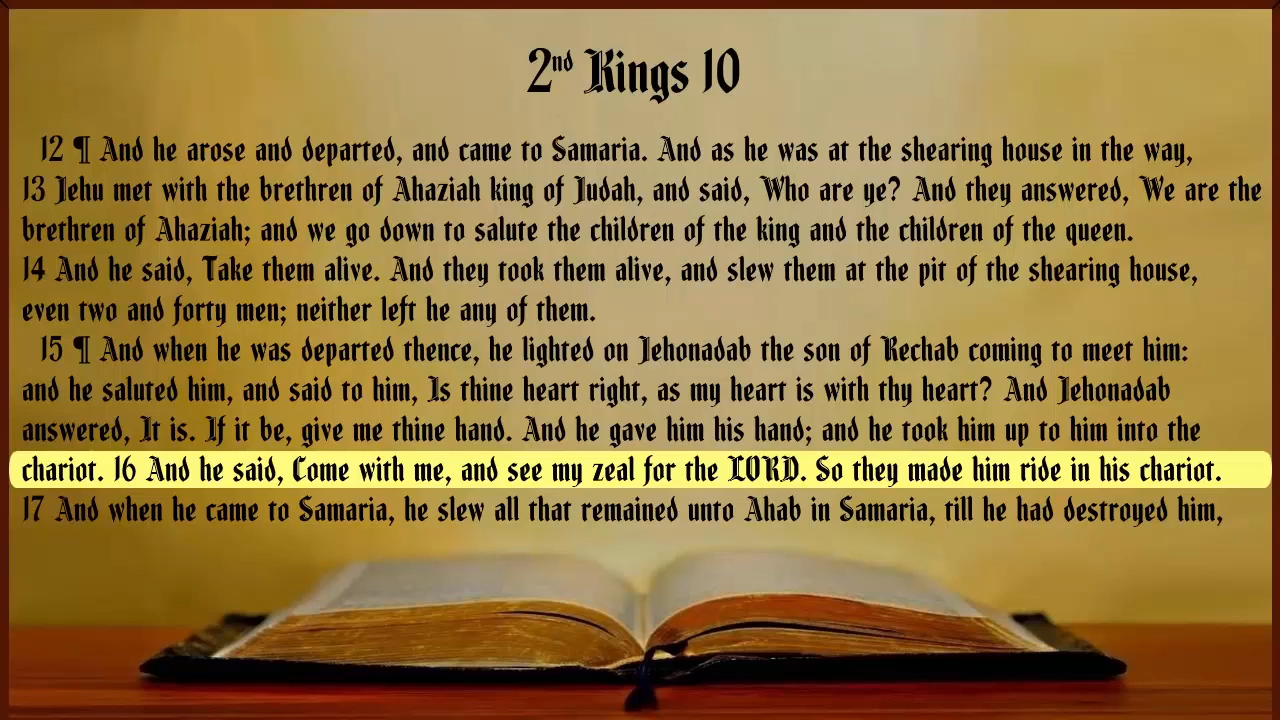 2nd Kings 10
12 ¶ And he arose and departed, and came to Samaria. And as he was at the shearing house in the way,
13 Jehu met with the brethren of Ahaziah king of Judah, and said, Who are ye? And they answered, We are the
brethren of Ahaziah; and we go down to salute the children of the king and the children of the queen.
14 And he said, Take them alive. And they took them alive, and slew them at the pit of the shearing house,
even two and forty men; neither left he any of them.
15 ¶ And when he was departed thence, he lighted on Jehonadab the son of Rechab coming to meet him:
and he saluted him, and said to him, Is thine heart right, as my heart is with thy heart? And Jehonadab
answered, It is. If it be, give me thine hand. And he gave him his hand; and he took him up to him into the
chariot. 16 And he said, Come with me, and see my zeal for the LORD. So they made him ride in his chariot.
17 And when he came to Samaria, he slew all that remained unto Ahab in Samaria, till he had destroyed him,